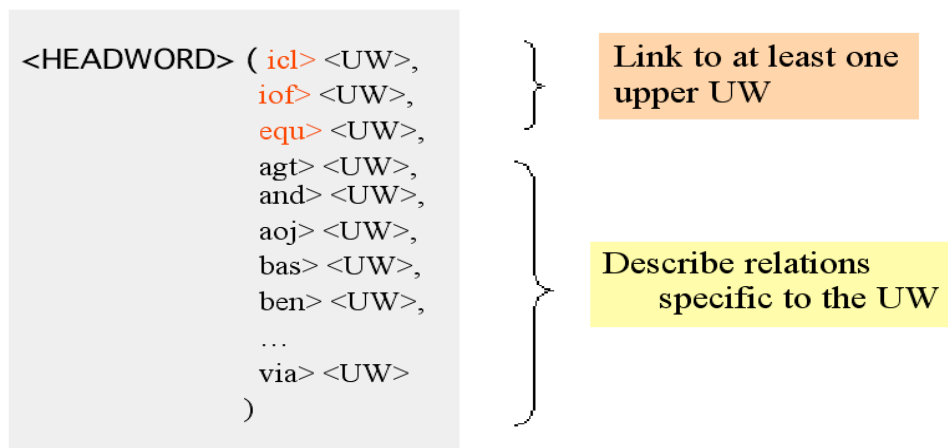 <HEADWORD> ( icl> <UW>,
iof> <UW>,
equ> <UW>,
agt> <UW>,
and> <UW>,
aoj> <UW>,
bas> <UW>,
ben> <UW>,
…
via> <UW>
)
Link to at least one
upper UW
Describe relations
specific to the UW